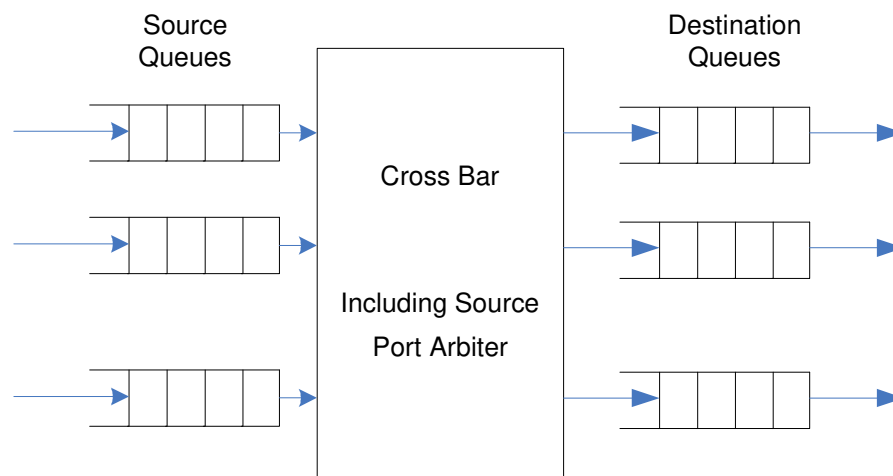 Source
Queues
Destination
Queues
Cross Bar
Including Source
Port Arbiter